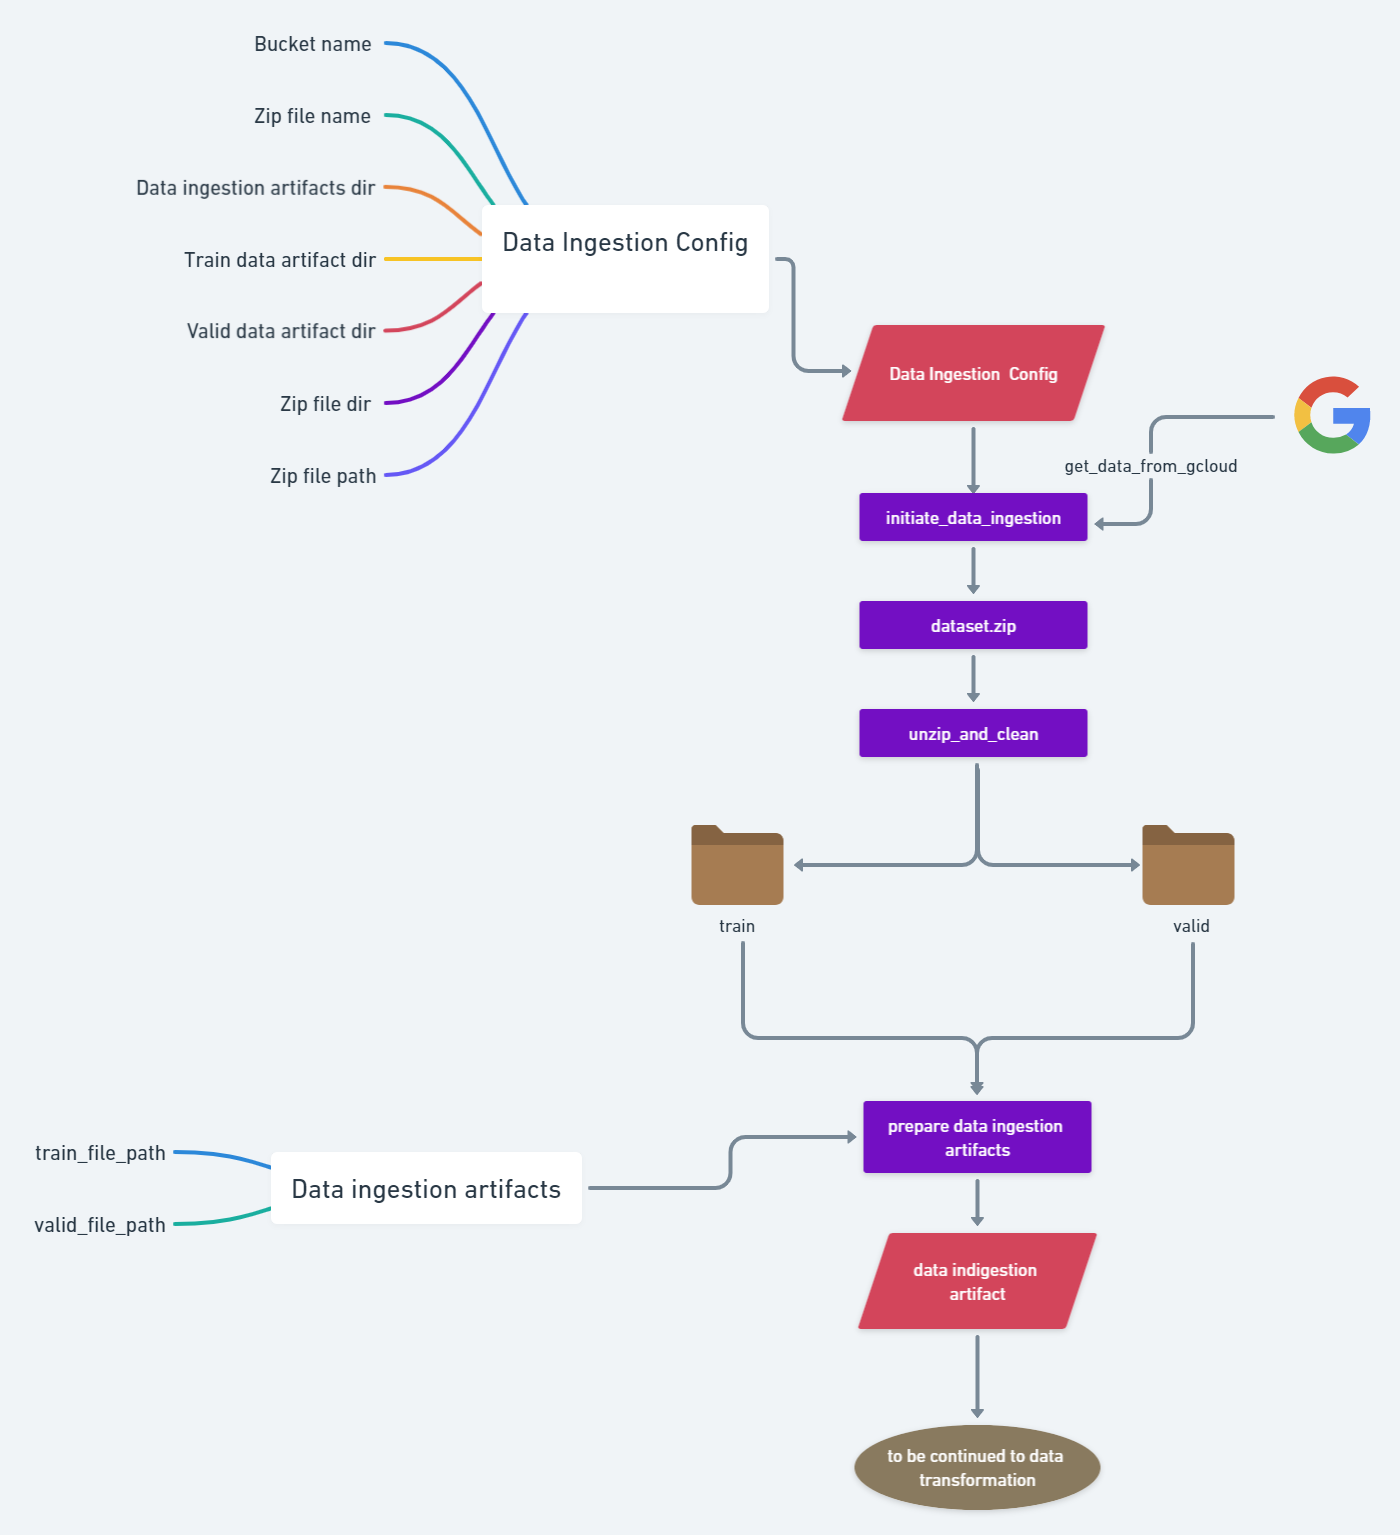 Bucket name
Zip file name
Data ingestion artifacts dir
Train data artifact dir
Valid data artifact dir
Zip file dir
Zip file path
Data Ingestion Config
Data Ingestion  Config
get_data_from_gcloud
initiate_data_ingestion
dataset.zip
unzip_and_clean
train
valid
prepare data ingestion
artifacts
train_file_path
valid_file_path
Data ingestion artifacts
data indigestion
artifact
to be continued to data
transformation